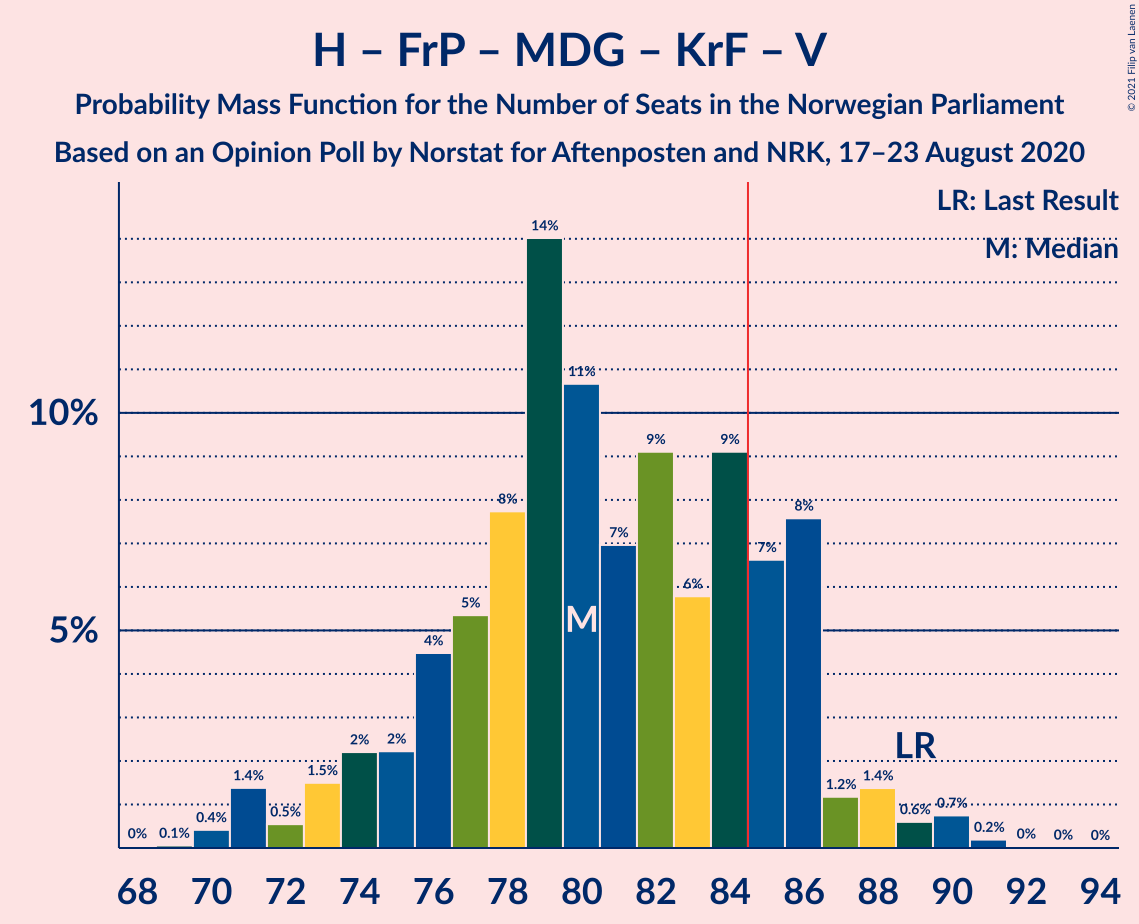 H – FrP – MDG – KrF – V
Probability Mass Function for the Number of Seats in the Norwegian Parliament
Based on an Opinion Poll by Norstat for Aftenposten and NRK, 17–23 August 2020
© 2021 Filip van Laenen
LR: Last Result
M: Median
10%
5%
0% 0.1% 0.4% 1.4% 0.5% 1.5% 2% 2% 4% 5% 8% 14% 11% 7% 9% 6% 9% 7% 8% 1.2% 1.4% 0.6% 0.7% 0.2% 0% 0% 0%
M
LR
68 70 72 74 76 78 80 82 84 86 88 90 92 94